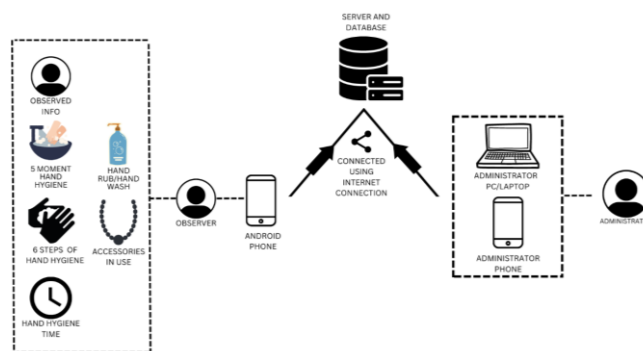 SERVER AND
DATABASE
OBSERVED
INFO
5 MOMENT
HAND
HYGIENE
HAND
RUB/HAND
WASH
6 STEPS OF
HAND HYGIENE
ACCESSORIES
IN USE
HAND HYGIENE
TIME
OBSERVER
ANDROID
PHONE
CONNECTED
USING
INTERNET
CONNECTION
ADMINISTRATOR
PC/LAPTOP
ADMINISTRATOR
PHONE
ADMINISTRAT